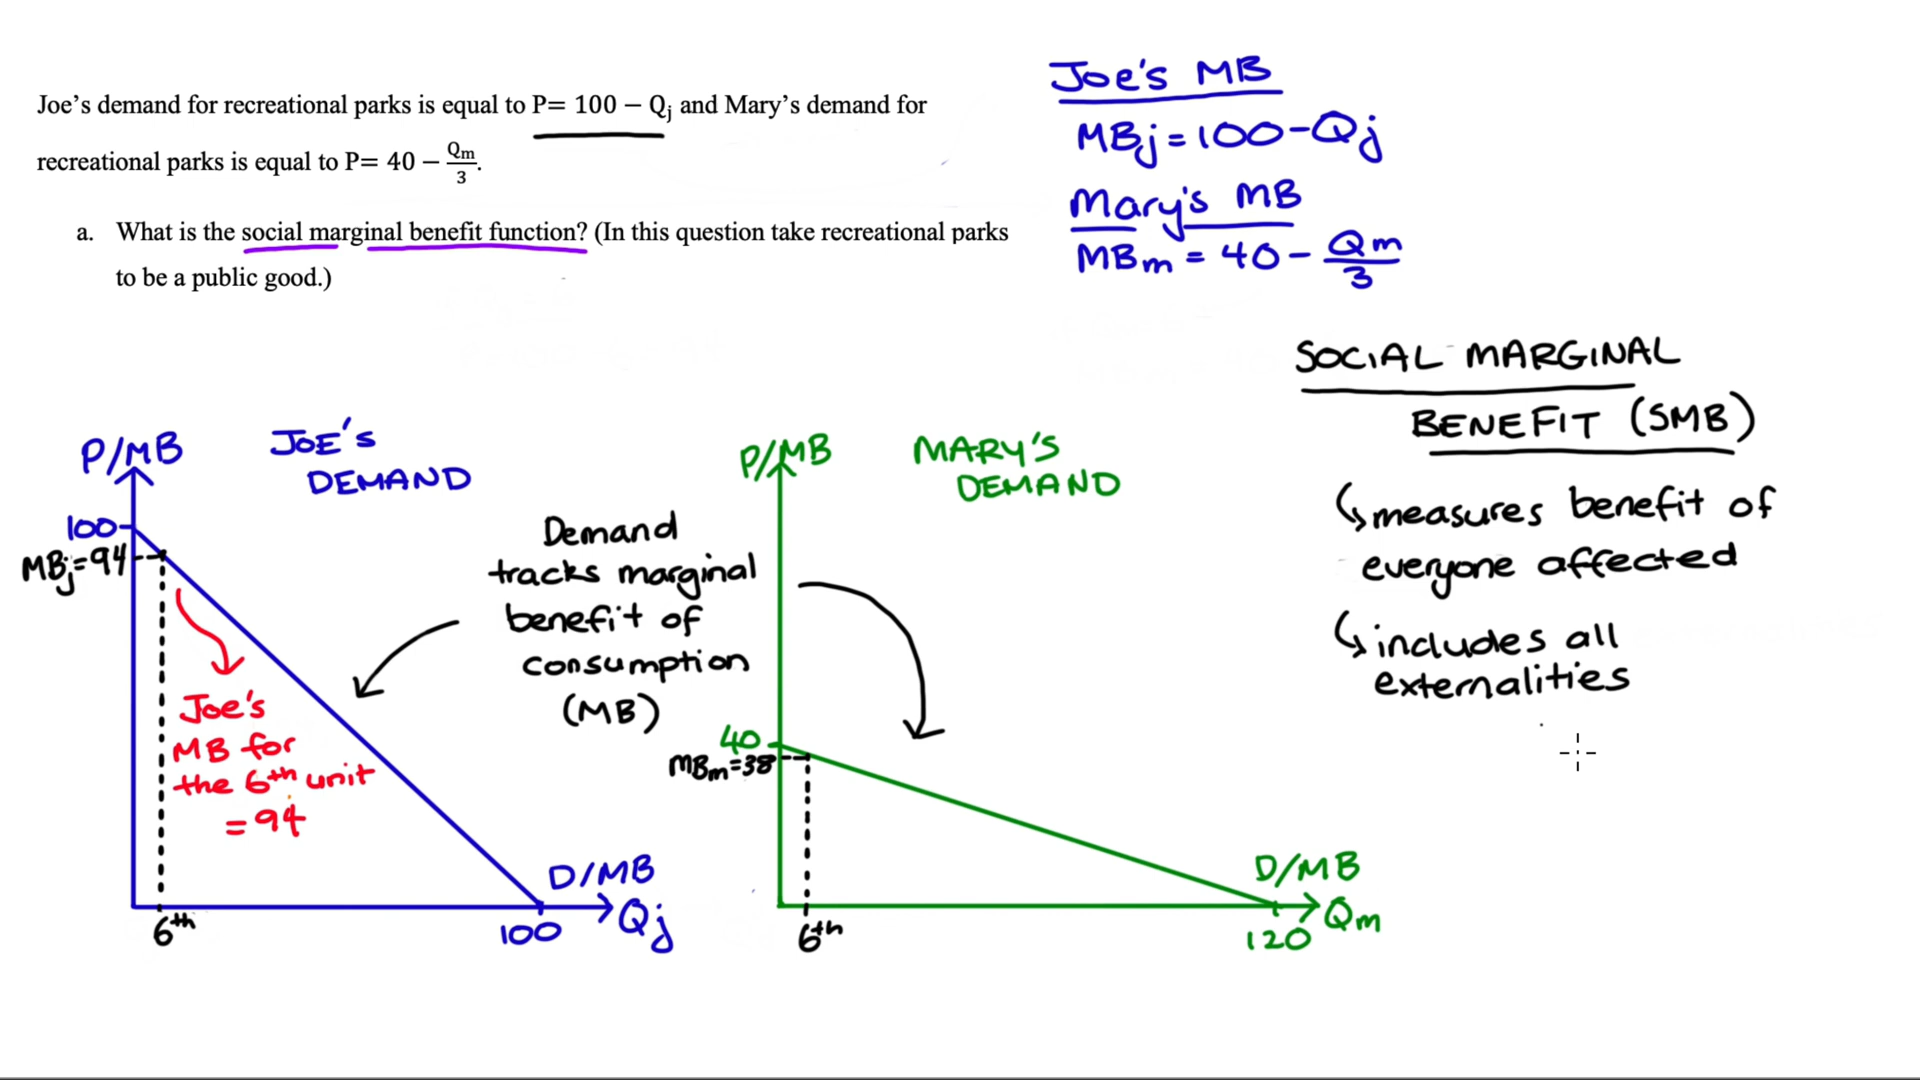 Joe’s demand for recreational parks is equal to P= 100 − Qj and Mary’s demand for
recreational parks is equal to P= 40 − Qm/3.
a. What is the social marginal benefit function? (In this question take recreational parks
to be a public good.)
Joe's MB
MBj = 100 - Qj
Mary's MB
MBm = 40 - Qm/3
SOCIAL MARGINAL
BENEFIT (SMB)
measures benefit of
everyone affected
includes all
externalities
P/MB
JOE'S
DEMAND
100
MBj=94
Joe's
MB for
the 6th unit
= 94
D/MB
6th
100
Qj
Demand
tracks marginal
benefit of
consumption
(MB)
P/MB
MARY'S
DEMAND
40
MBm=38
D/MB
6th
120
Qm